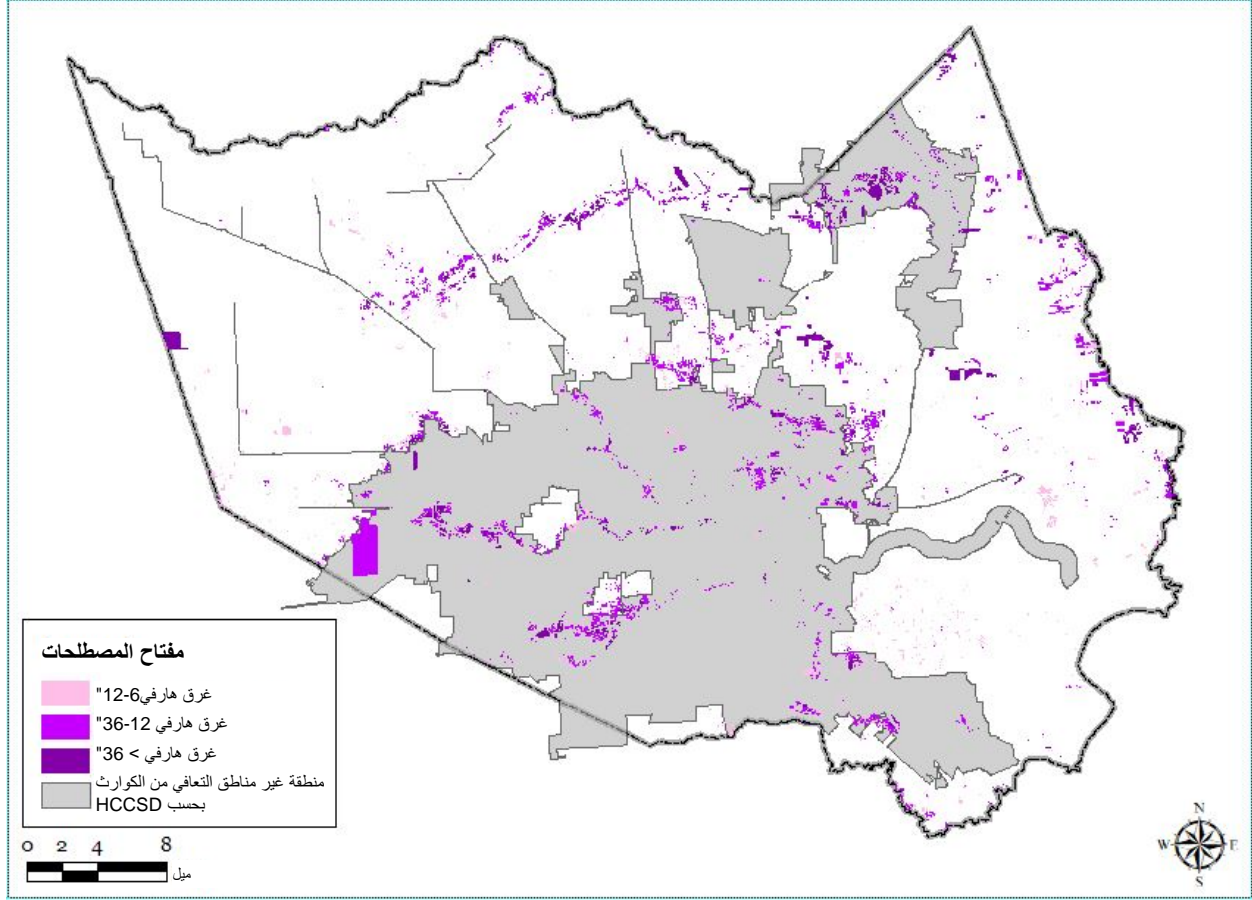 مفتاح المصطلحات
غرق هارفي6-12"
غرق هارفي 12-36"
غرق هارفي > 36"
منطقة غير مناطق التعافي من الكوارث
بحسب HCCSD
0 2 4 8
ميل
N
W E
S